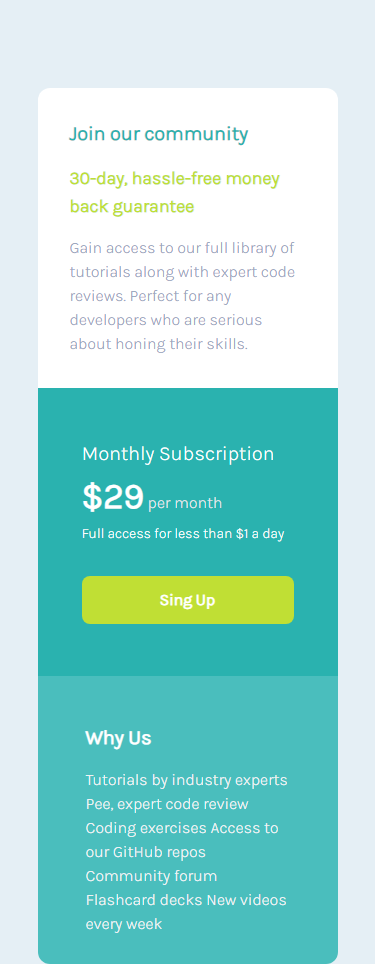 Join our community
30-day, hassle-free money
back guarantee
Gain access to our full library of
tutorials along with expert code
reviews. Perfect for any
developers who are serious
about honing their skills.
Monthly Subscription
$29 per month
Full access for less than $1 a day
Sing Up
Why Us
Tutorials by industry experts
Pee, expert code review
Coding exercises Access to
our GitHub repos
Community forum
Flashcard decks New videos
every week